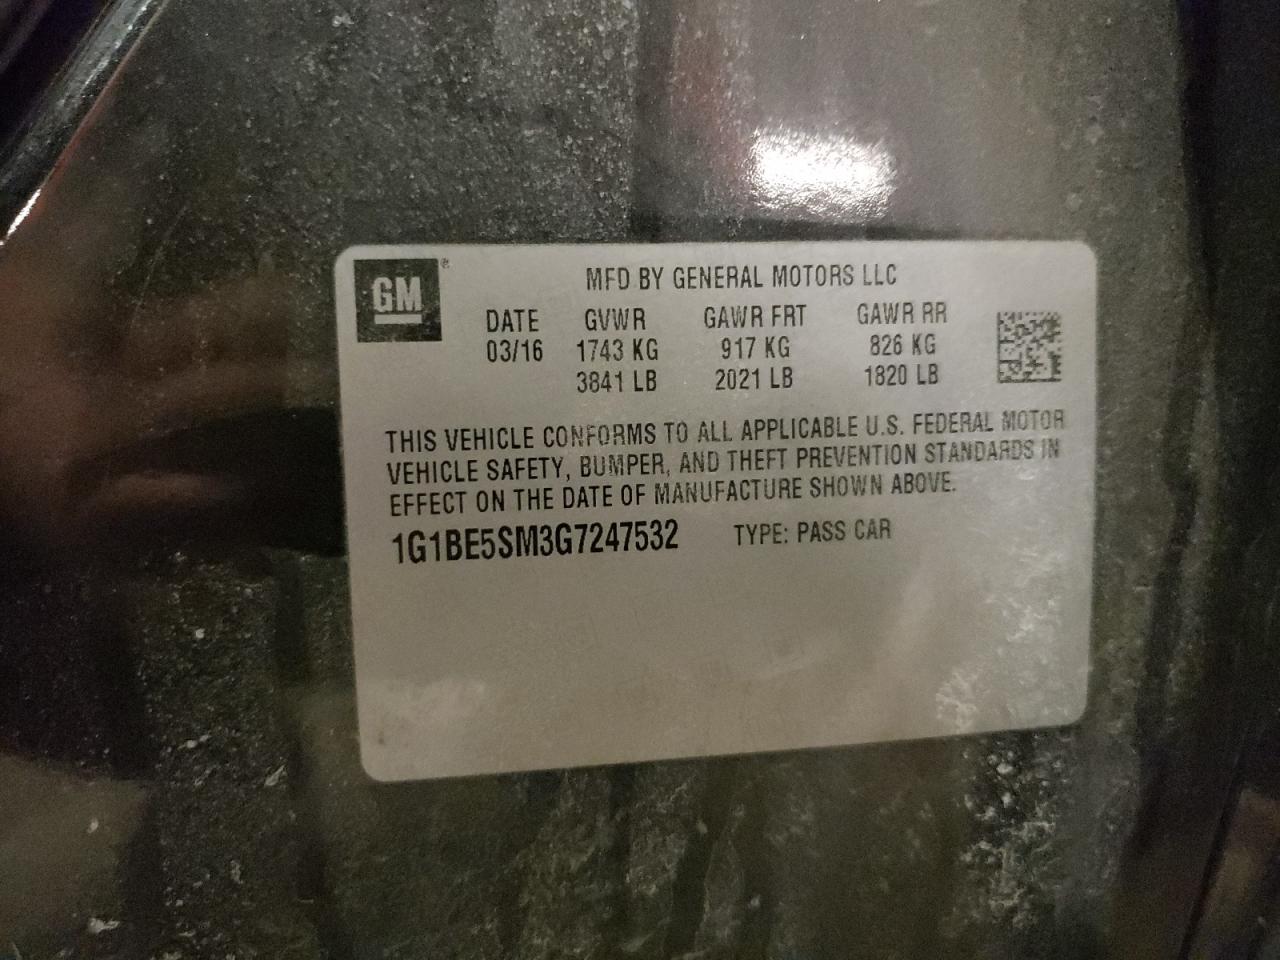 GM®
MFD BY GENERAL MOTORS LLC
DATE GVWR GAWR FRT GAWR RR
03/16 1743 KG 917 KG 826 KG
3841 LB 2021 LB 1820 LB
THIS VEHICLE CONFORMS TO ALL APPLICABLE U.S. FEDERAL MOTOR
VEHICLE SAFETY, BUMPER, AND THEFT PREVENTION STANDARDS IN
EFFECT ON THE DATE OF MANUFACTURE SHOWN ABOVE.
1G1BE5SM3G7247532 TYPE: PASS CAR